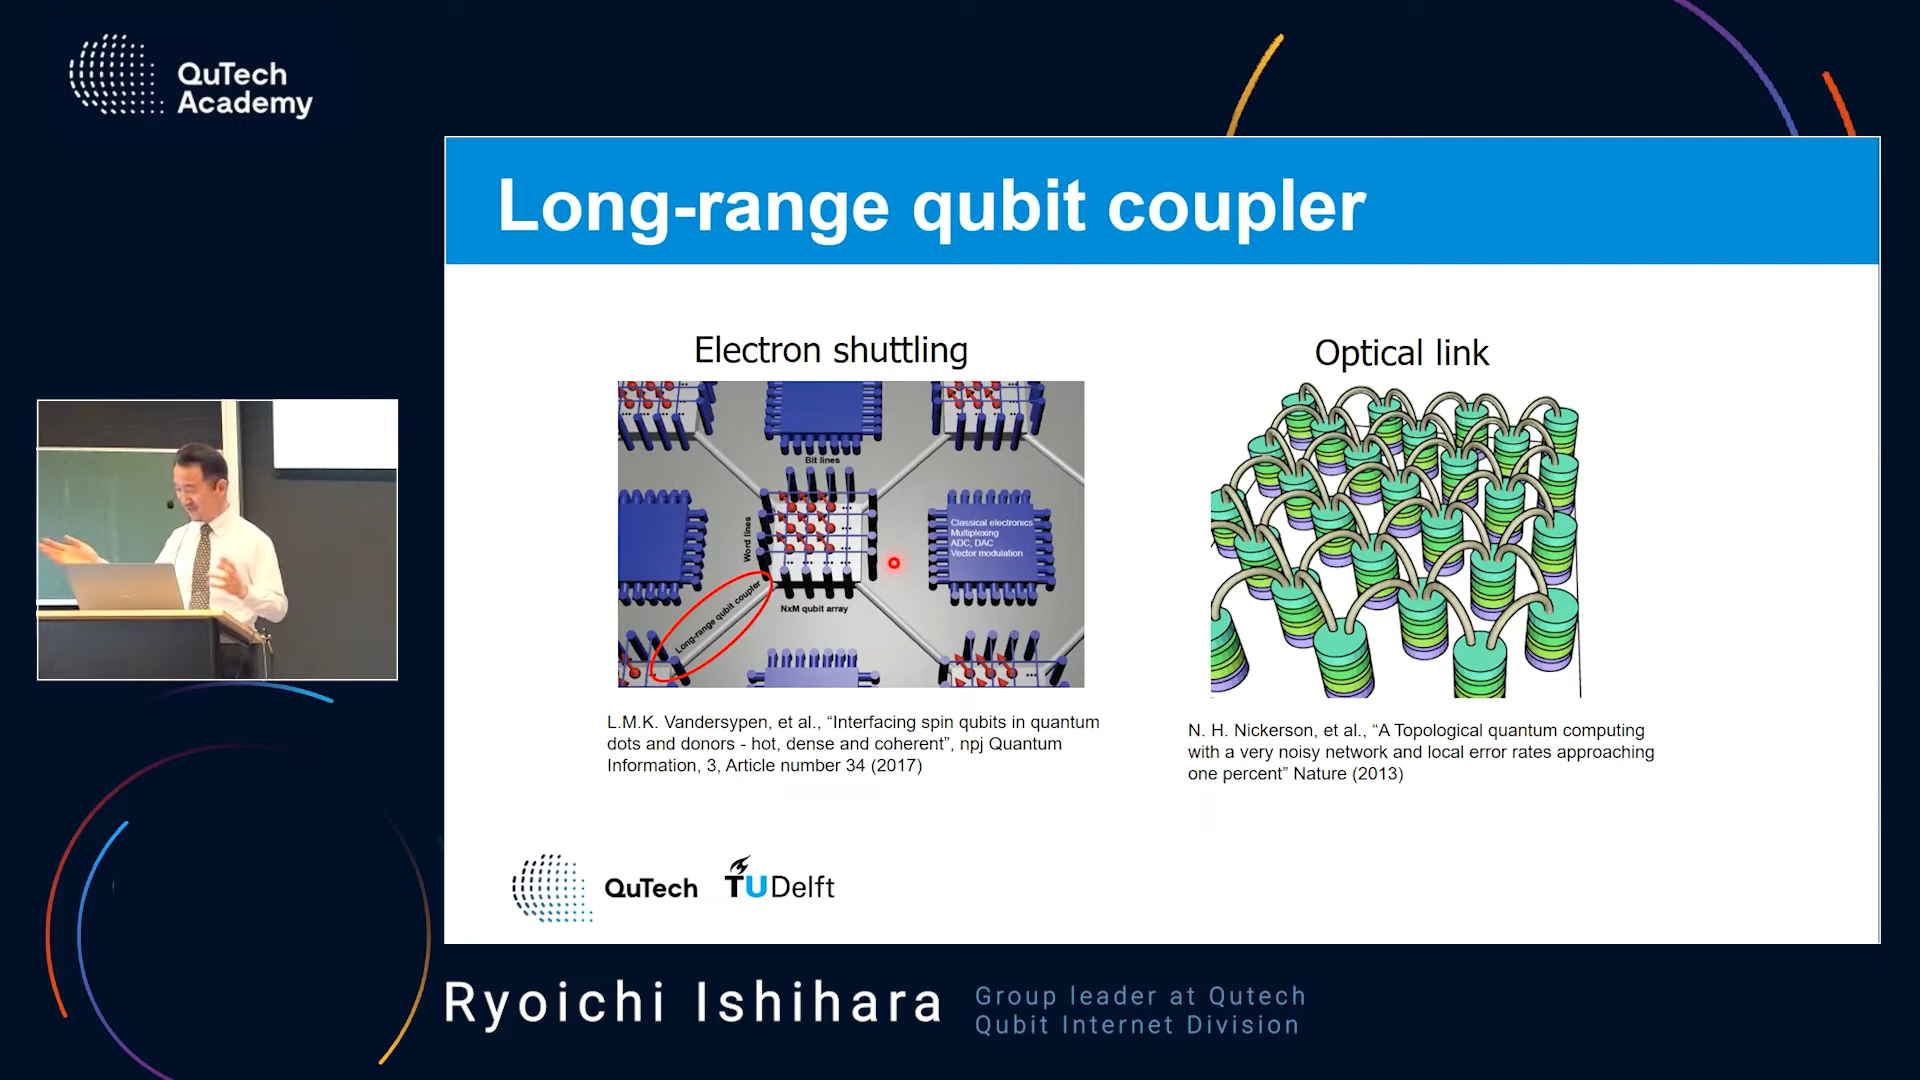 QuTech
Academy
Long-range qubit coupler
Electron shuttling
Optical link
Bit lines
Word lines
Classical electronics
Multiplexing
ADC, DAC
Vector modulation
Long-range qubit coupler
NxM qubit array
L.M.K. Vandersypen, et al., “Interfacing spin qubits in quantum
dots and donors - hot, dense and coherent”, npj Quantum
Information, 3, Article number 34 (2017)
N. H. Nickerson, et al., “A Topological quantum computing
with a very noisy network and local error rates approaching
one percent” Nature (2013)
QuTech
TUDelft
Ryoichi Ishihara
Group leader at Qutech
Qubit Internet Division